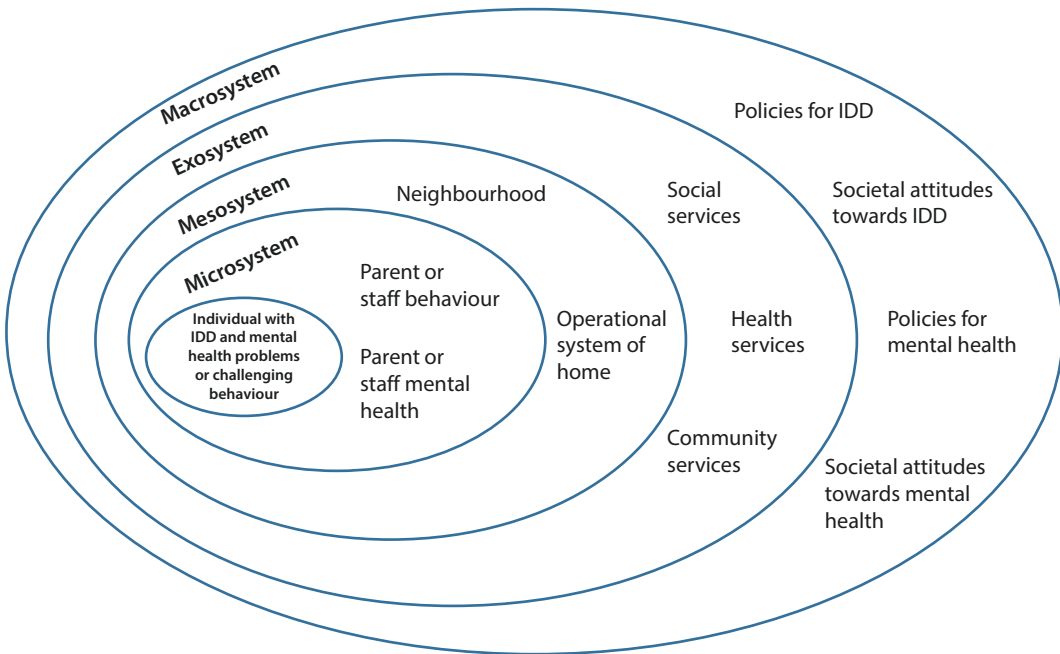 Macrosystem
Exosystem
Mesosystem
Microsystem
Individual with
IDD and mental
health problems
or challenging
behaviour
Parent or
staff behaviour
Parent or
staff mental
health
Neighbourhood
Operational
system of
home
Social
services
Health
services
Community
services
Policies for IDD
Societal attitudes
towards IDD
Policies for
mental health
Societal attitudes
towards mental
health